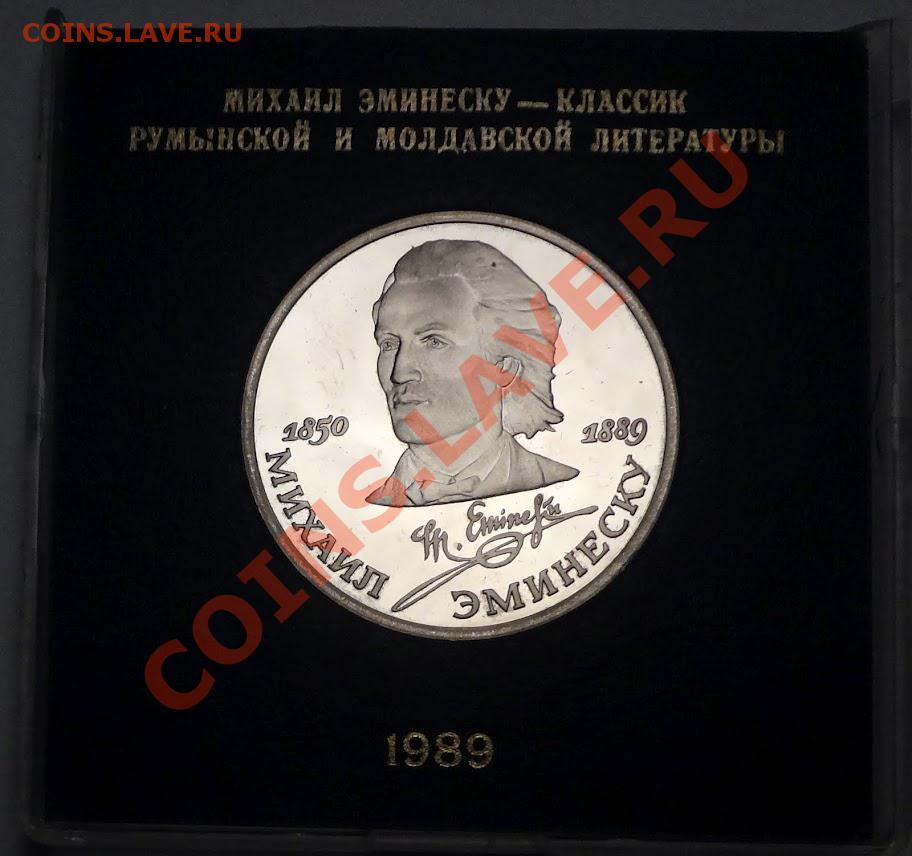 COINS.LAVE.RU
МИХАИЛ ЭМИНЕСКУ — КЛАССИК
РУМЫНСКОЙ И МОЛДАВСКОЙ ЛИТЕРАТУРЫ
1850
1889
МИХАИЛ ЭМИНЕСКУ
M. Eminescu
COINS.LAVE.RU
1989